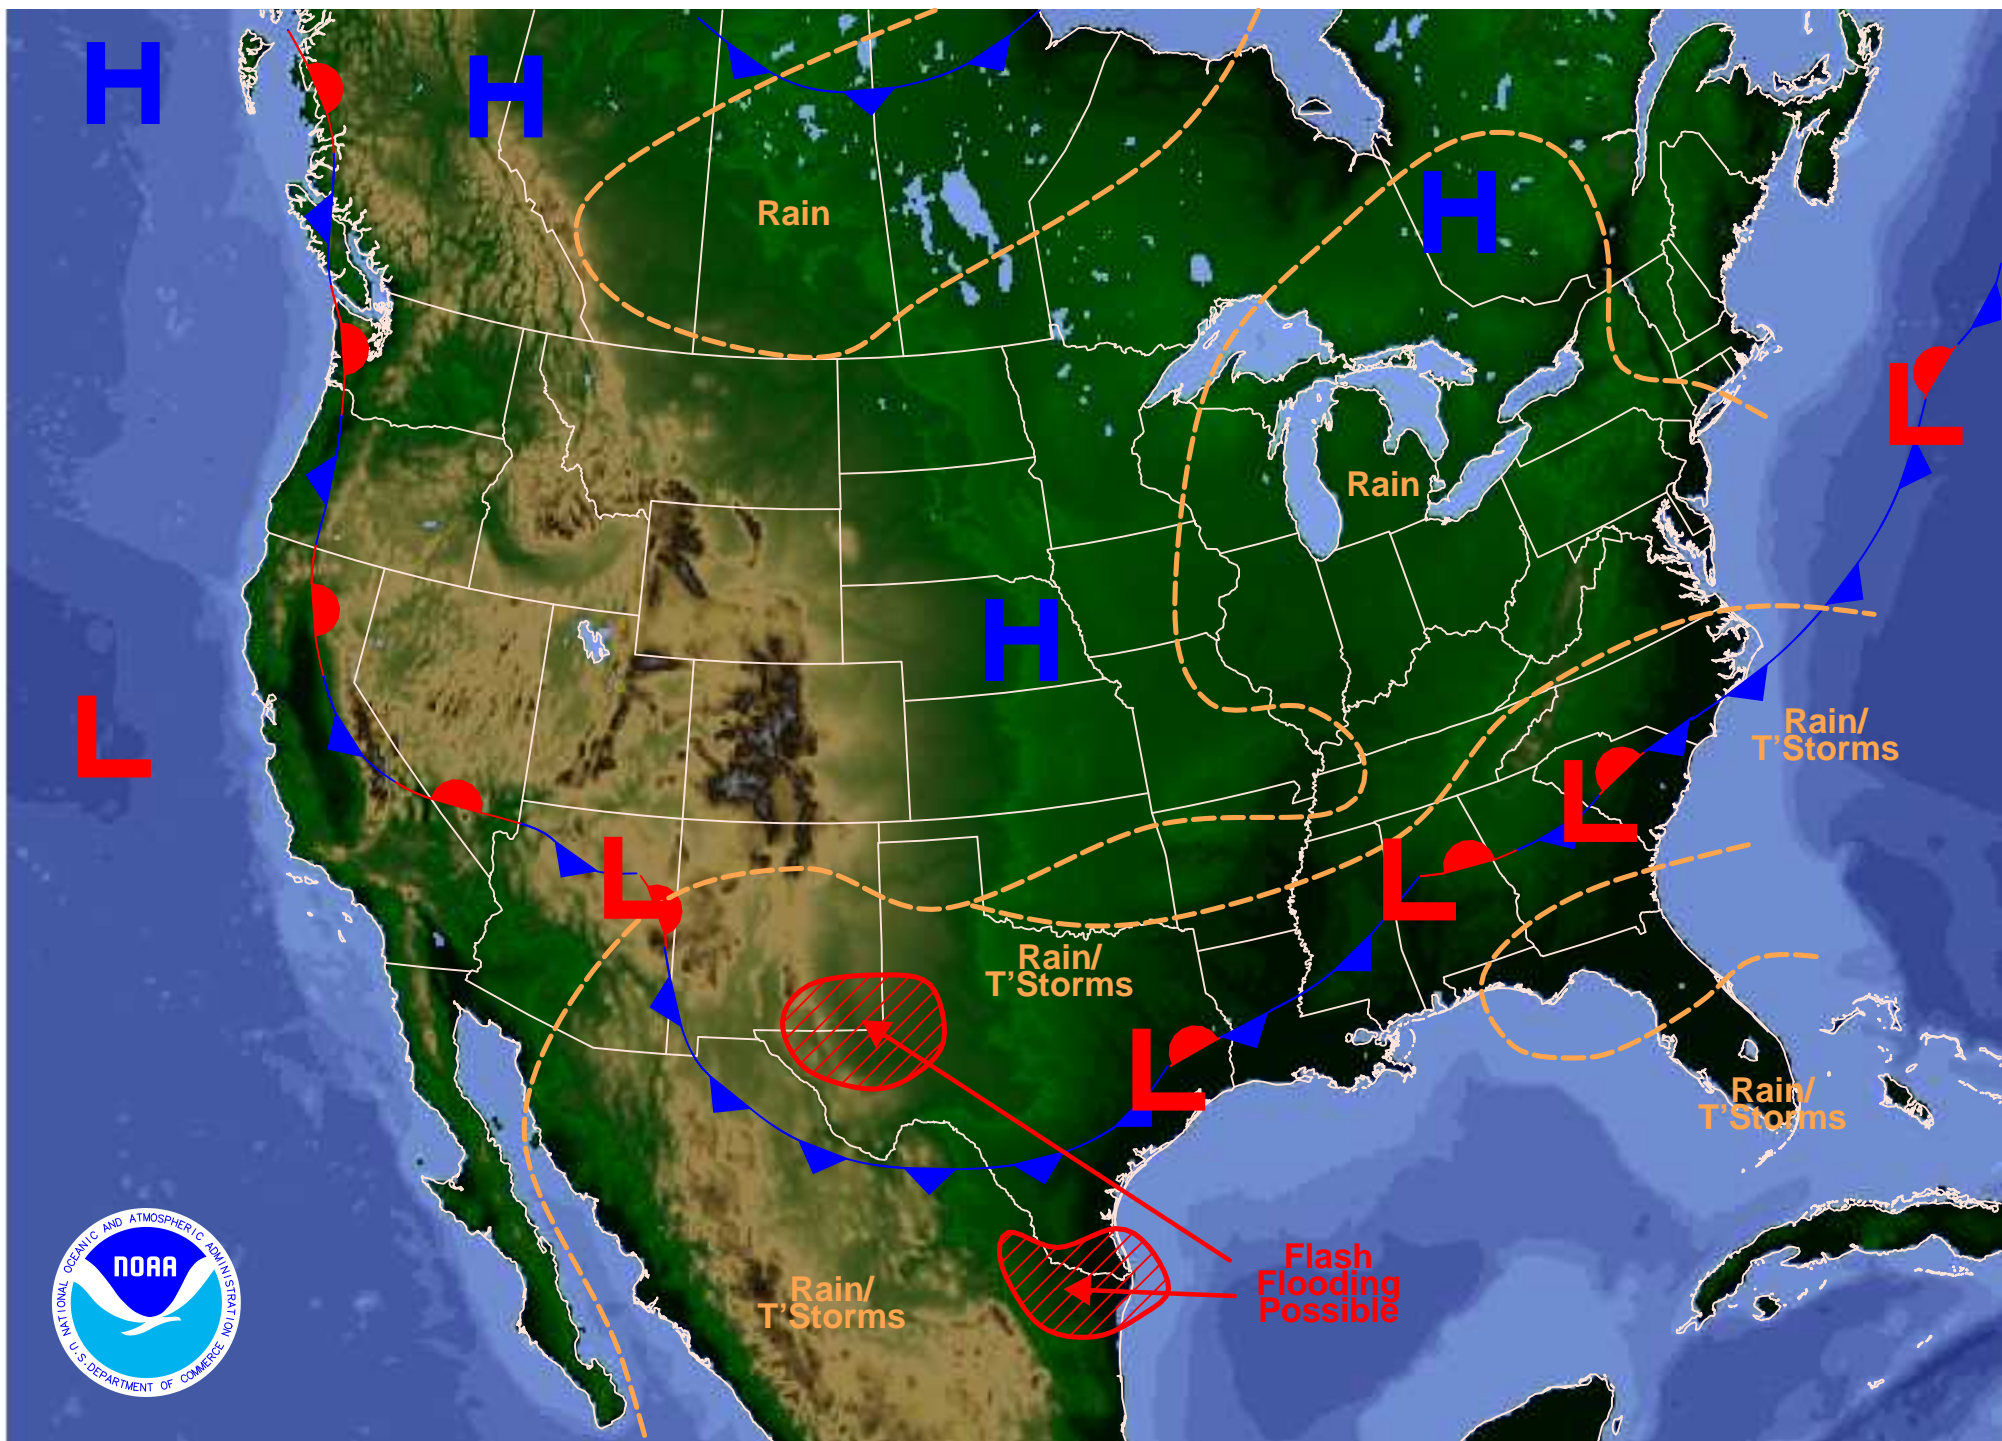 H
H
Rain
H
L
Rain
H
L
Rain/
T'Storms
L
L
L
Rain/
T'Storms
L
Rain/
T'Storms
Flash
Flooding
Possible
Rain/
T'Storms
NATIONAL OCEANIC AND ATMOSPHERIC ADMINISTRATION
NOAA
U.S. DEPARTMENT OF COMMERCE